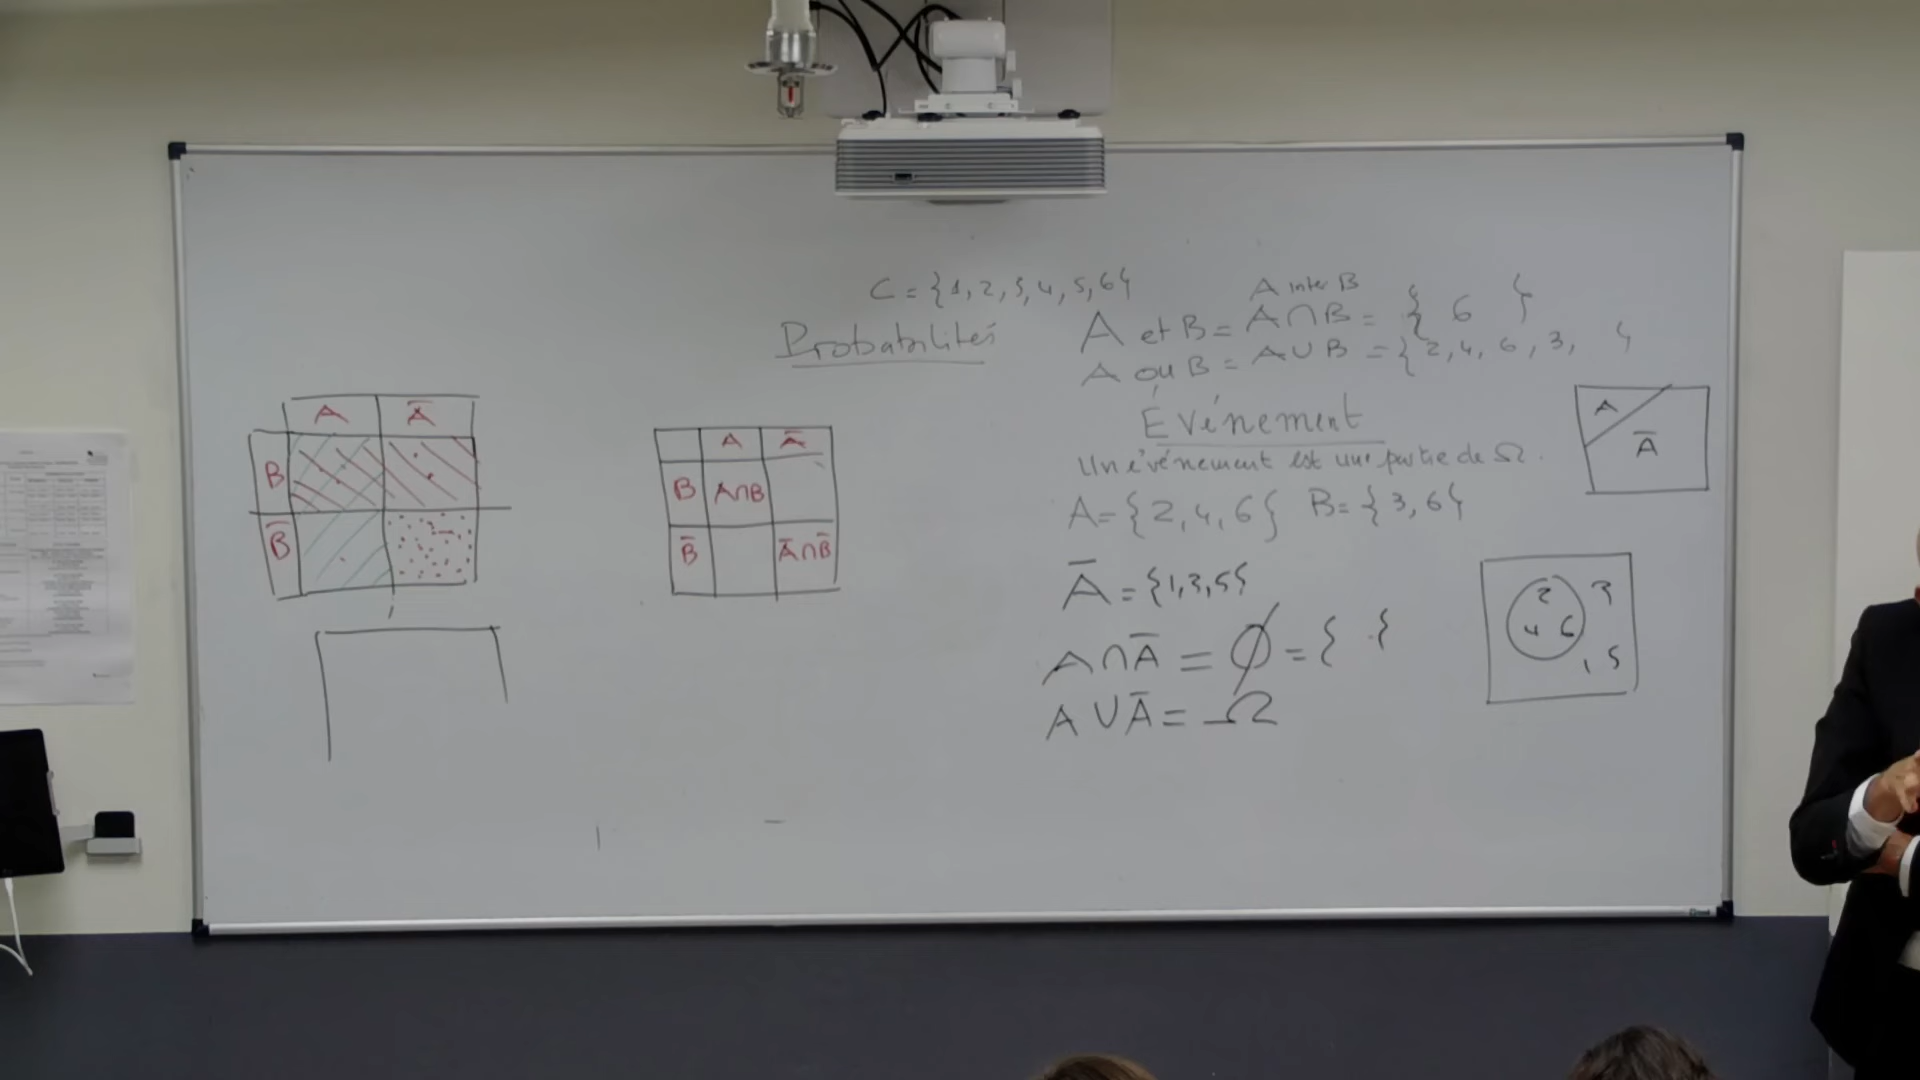 C = {1, 2, 3, 4, 5, 6}
Probabilités
A inter B
A et B = A ∩ B = { 6 }
A ou B = A ∪ B = {2, 4, 6, 3, }
Événement
Un événement est une partie de Ω.
A = {2, 4, 6} B = {3, 6}
A̅ = {1, 3, 5}
A ∩ A̅ = ∅ = { }
A ∪ A̅ = Ω
A A̅
B
B̅
A A̅
B A∩B
B̅ A̅∩B̅
A
A̅
2 3
4 6
1 5